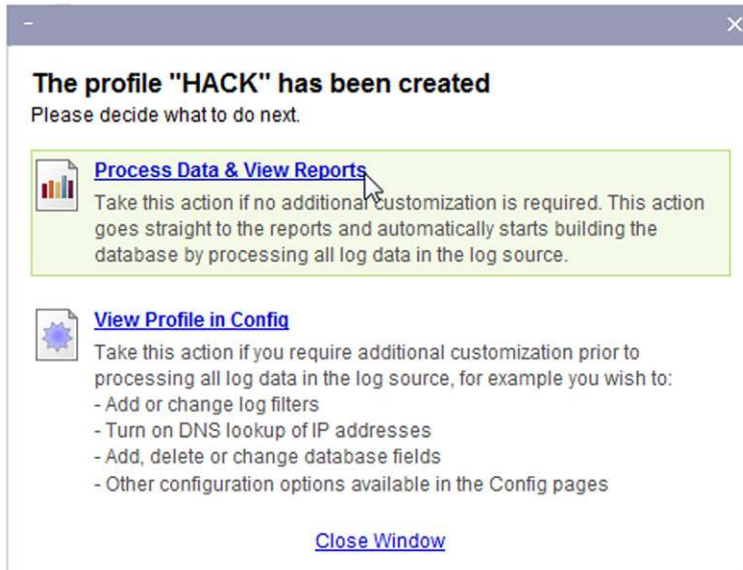 The profile "HACK" has been created
Please decide what to do next.
Process Data & View Reports
Take this action if no additional customization is required. This action
goes straight to the reports and automatically starts building the
database by processing all log data in the log source.
View Profile in Config
Take this action if you require additional customization prior to
processing all log data in the log source, for example you wish to:
- Add or change log filters
- Turn on DNS lookup of IP addresses
- Add, delete or change database fields
- Other configuration options available in the Config pages
Close Window